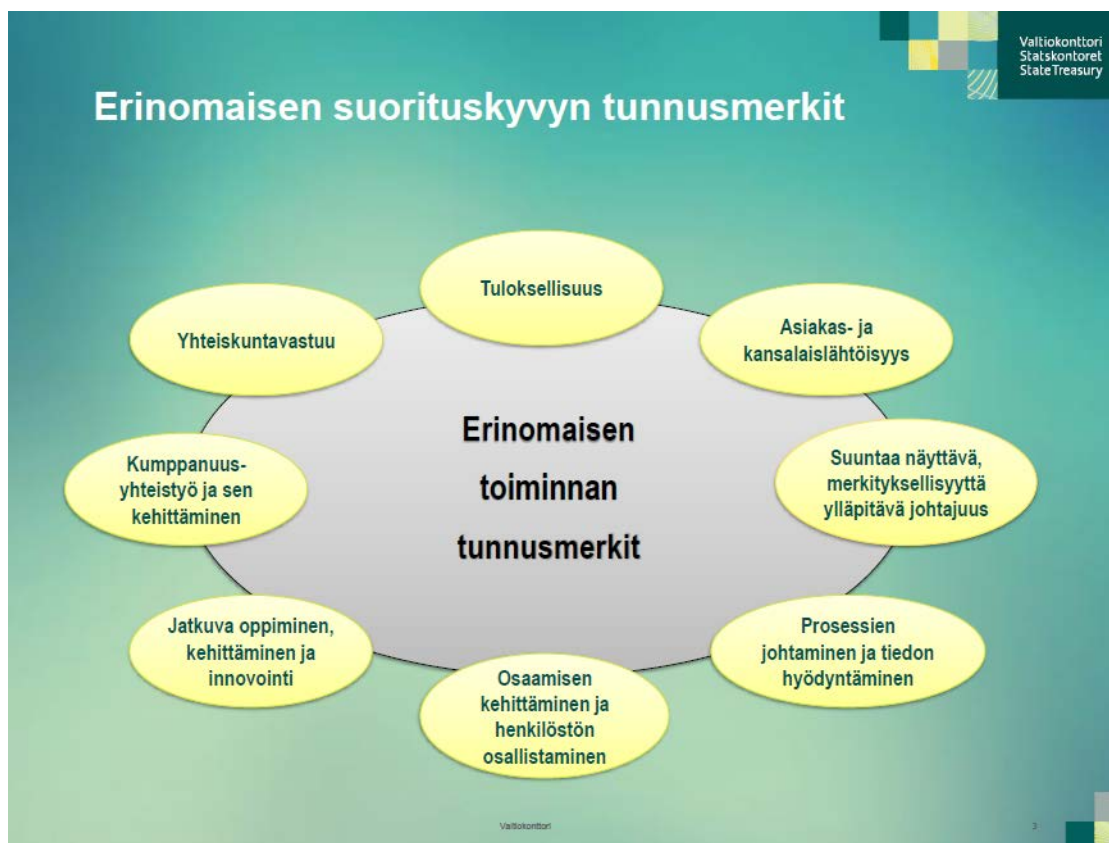 Valtiokonttori
Statskontoret
StateTreasury
Erinomaisen suorituskyvyn tunnusmerkit
Tuloksellisuus
Asiakas- ja
kansalaislähtöisyys
Suuntaa näyttävä,
merkityksellisyyttä
ylläpitävä johtajuus
Prosessien
johtaminen ja tiedon
hyödyntäminen
Osaamisen
kehittäminen ja
henkilöstön
osallistaminen
Jatkuva oppiminen,
kehittäminen ja
innovointi
Kumppanuus-
yhteistyö ja sen
kehittäminen
Yhteiskuntavastuu
Erinomaisen
toiminnan
tunnusmerkit
Valtiokonttori
3